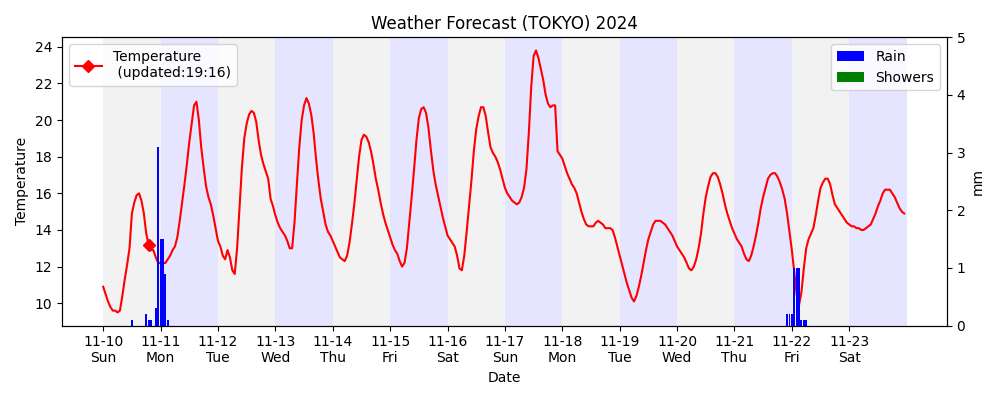 Weather Forecast (TOKYO) 2024
Temperature
(updated:19:16)
Rain
Showers
Temperature
24
22
20
18
16
14
12
10
5
4
3
2
1
0
mm
11-10 11-11 11-12 11-13 11-14 11-15 11-16 11-17 11-18 11-19 11-20 11-21 11-22 11-23
Sun Mon Tue Wed Thu Fri Sat Sun Mon Tue Wed Thu Fri Sat
Date